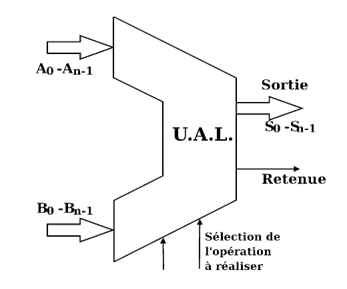 A0 -An-1
Sortie
U.A.L.
S0 -Sn-1
Retenue
B0 -Bn-1
Sélection de
l'opération
à réaliser